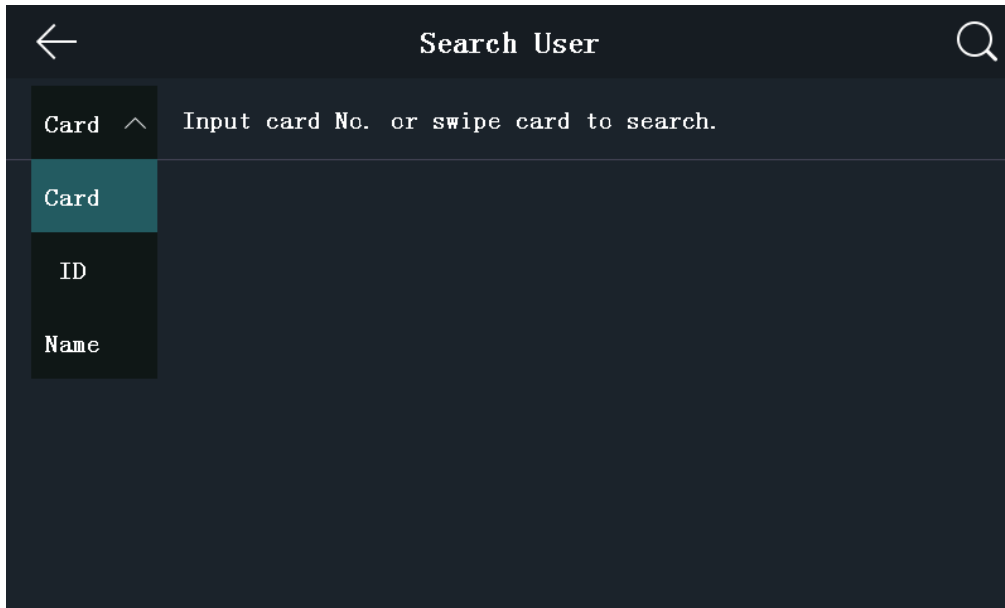 Search User
Card Input card No. or swipe card to search.
Card
ID
Name